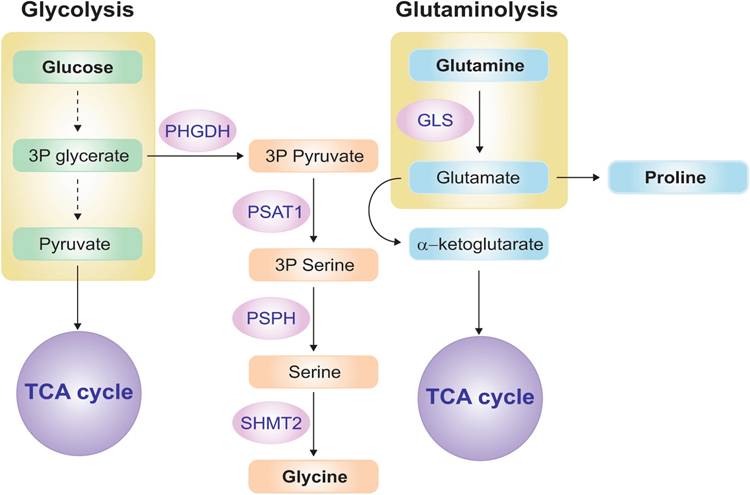 Glycolysis
Glucose
3P glycerate
Pyruvate
TCA cycle
PHGDH
3P Pyruvate
PSAT1
3P Serine
PSPH
Serine
SHMT2
Glycine
Glutaminolysis
Glutamine
GLS
Glutamate
Proline
α–ketoglutarate
TCA cycle